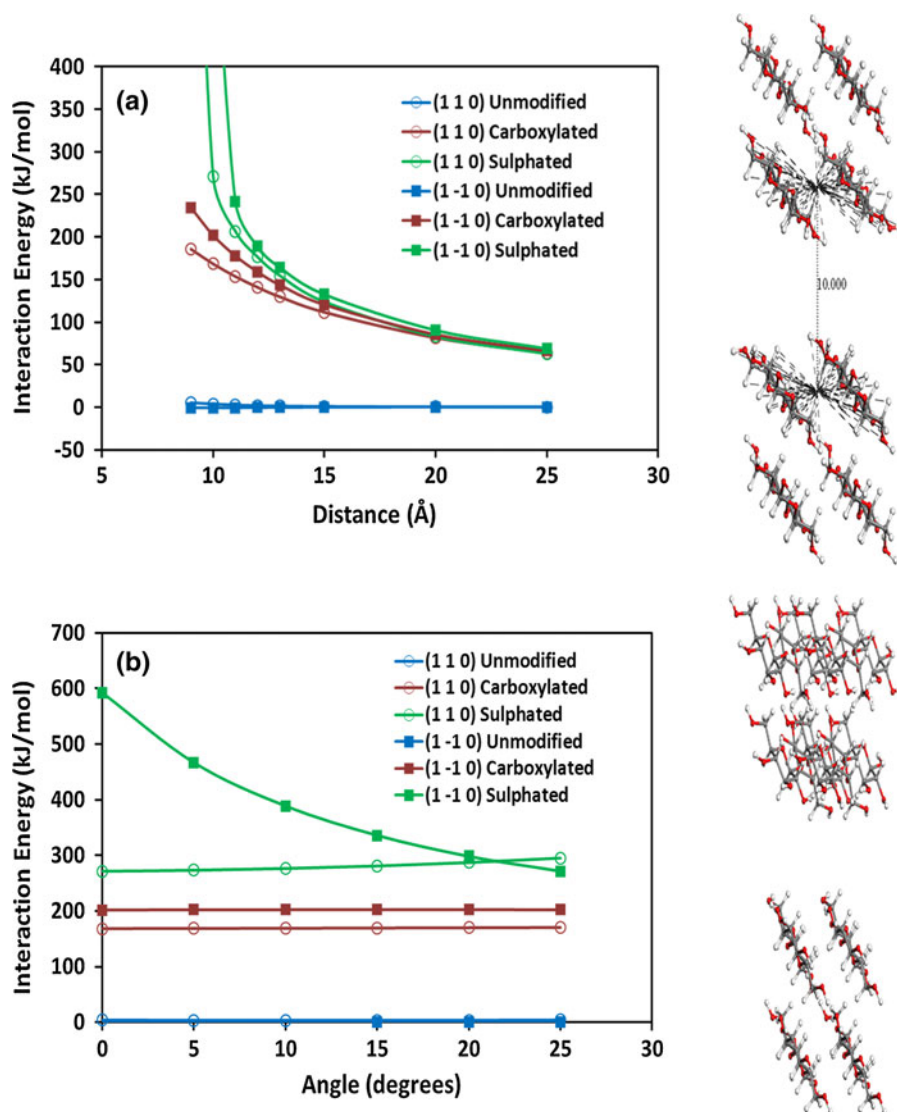 (a)
Interaction Energy (kJ/mol)
400
350
300
250
200
150
100
50
0
-50
5
10
15
20
25
30
Distance (Å)
(1 1 0) Unmodified
(1 1 0) Carboxylated
(1 1 0) Sulphated
(1 -1 0) Unmodified
(1 -1 0) Carboxylated
(1 -1 0) Sulphated
10.000
(b)
Interaction Energy (kJ/mol)
700
600
500
400
300
200
100
0
0
5
10
15
20
25
30
Angle (degrees)
(1 1 0) Unmodified
(1 1 0) Carboxylated
(1 1 0) Sulphated
(1 -1 0) Unmodified
(1 -1 0) Carboxylated
(1 -1 0) Sulphated